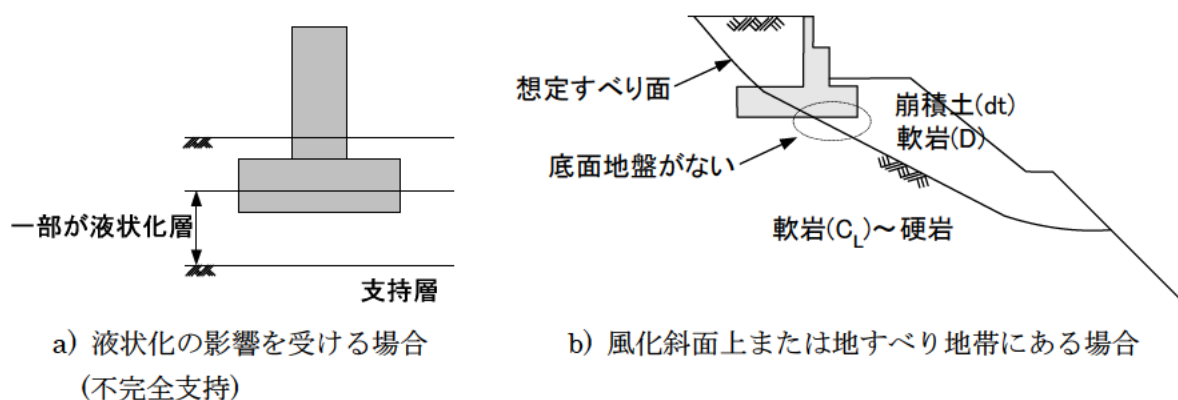 一部が液状化層
支持層
a) 液状化の影響を受ける場合
(不完全支持)
想定すべり面
底面地盤がない
崩積土(dt)
軟岩(D)
軟岩(CL)～硬岩
b) 風化斜面上または地すべり地帯にある場合